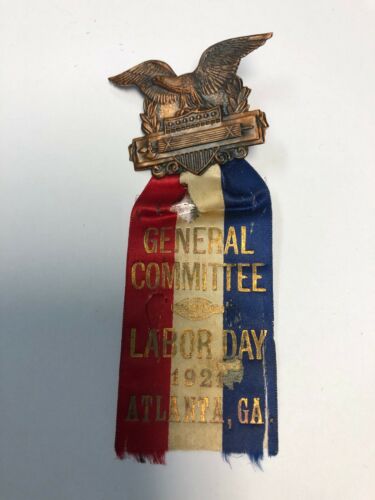 GENERAL
COMMITTEE
LABOR DAY
1921
ATLANTA, GA.